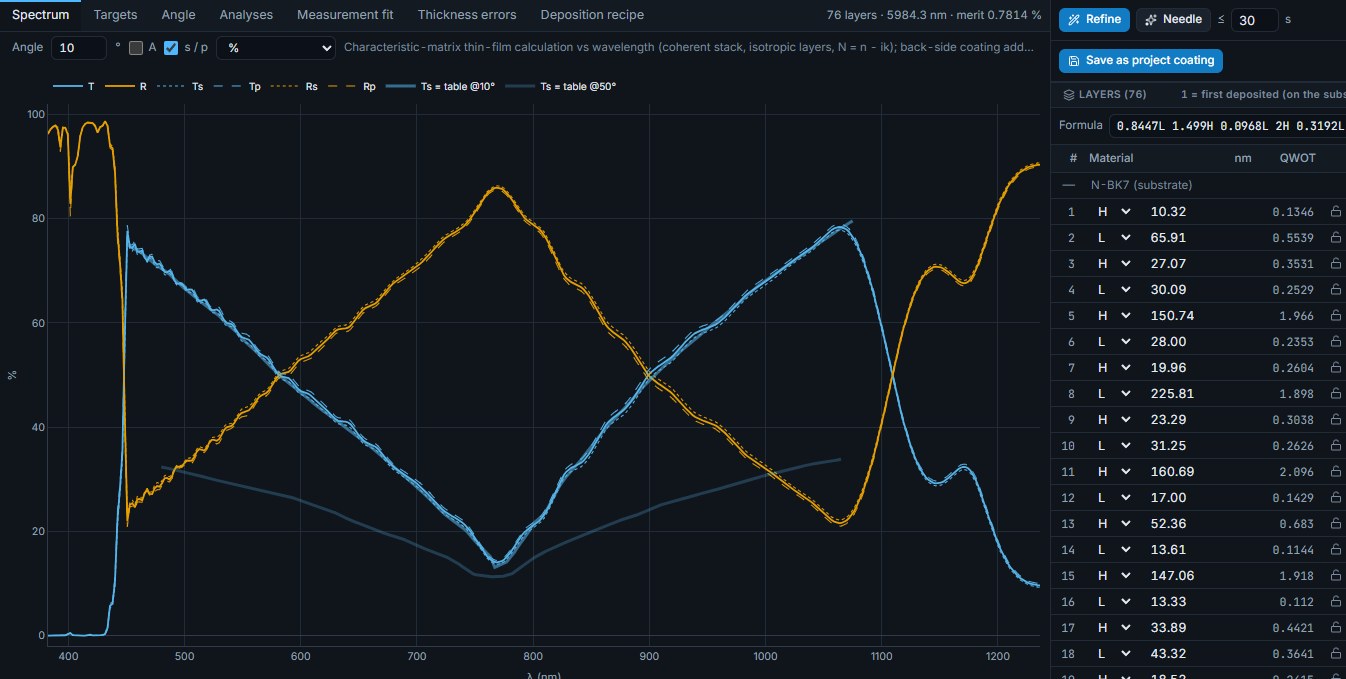 Spectrum Targets Angle Analyses Measurement fit Thickness errors Deposition recipe 76 layers · 5984.3 nm · merit 0.7814 %
Angle 10 ° A s / p % Characteristic-matrix thin-film calculation vs wavelength (coherent stack, isotropic layers, N = n - ik); back-side coating add...
T R Ts Tp Rs Rp Ts = table @10° Ts = table @50°
100
80
60
40
20
0
%
400 500 600 700 800 900 1000 1100 1200
λ (nm)
Refine Needle ≤ 30 s
Save as project coating
LAYERS (76) 1 = first deposited (on the subs
Formula 0.8447L 1.499H 0.0968L 2H 0.3192L
# Material nm QWOT
— N-BK7 (substrate)
1 H 10.32 0.1346
2 L 65.91 0.5539
3 H 27.07 0.3531
4 L 30.09 0.2529
5 H 150.74 1.966
6 L 28.00 0.2353
7 H 19.96 0.2604
8 L 225.81 1.898
9 H 23.29 0.3038
10 L 31.25 0.2626
11 H 160.69 2.096
12 L 17.00 0.1429
13 H 52.36 0.683
14 L 13.61 0.1144
15 H 147.06 1.918
16 L 13.33 0.112
17 H 33.89 0.4421
18 L 43.32 0.3641